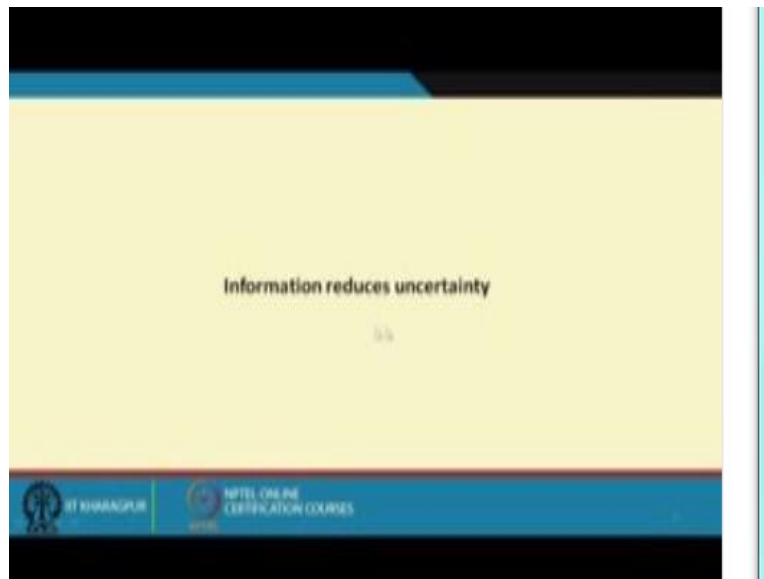 Information reduces uncertainty
IIT KHARAGPUR
NPTEL ONLINE
CERTIFICATION COURSES